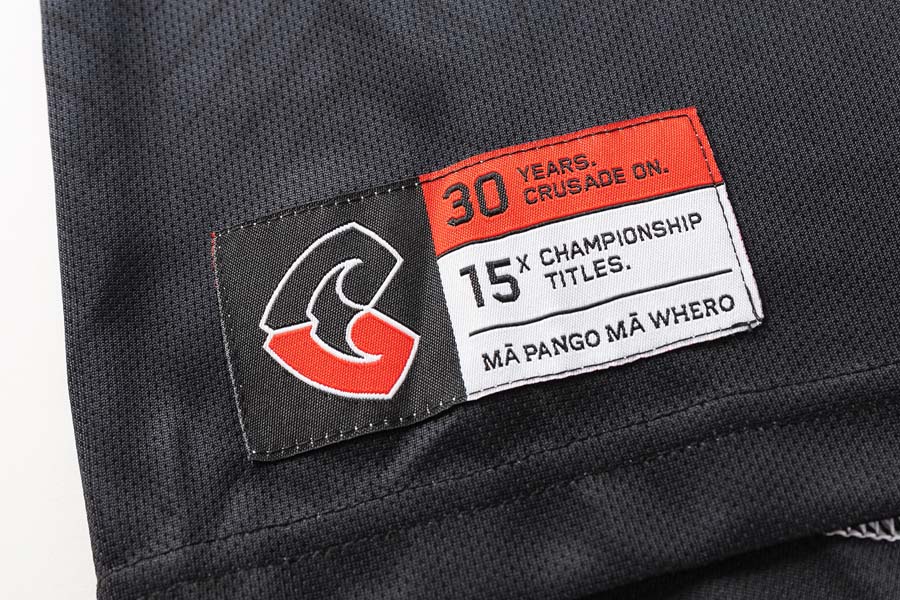 30 YEARS.
CRUSADE ON.
15X CHAMPIONSHIP
TITLES.
MĀ PANGO MĀ WHERO